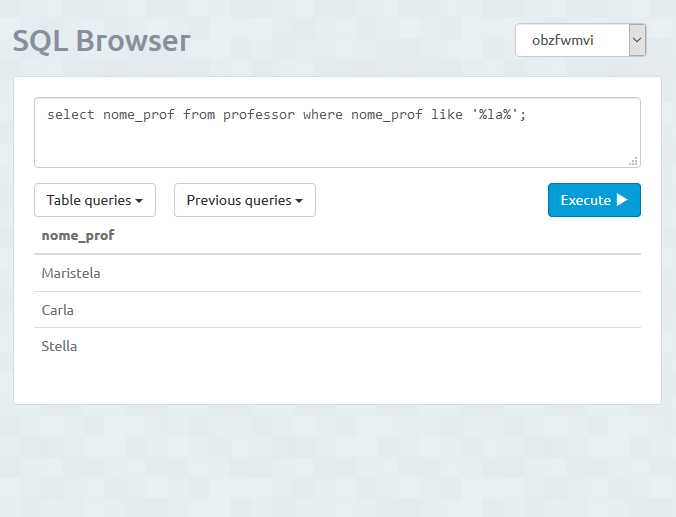 SQL Browser
obzfwmvi
select nome_prof from professor where nome_prof like '%la%';
Table queries
Previous queries
Execute
nome_prof
Maristela
Carla
Stella